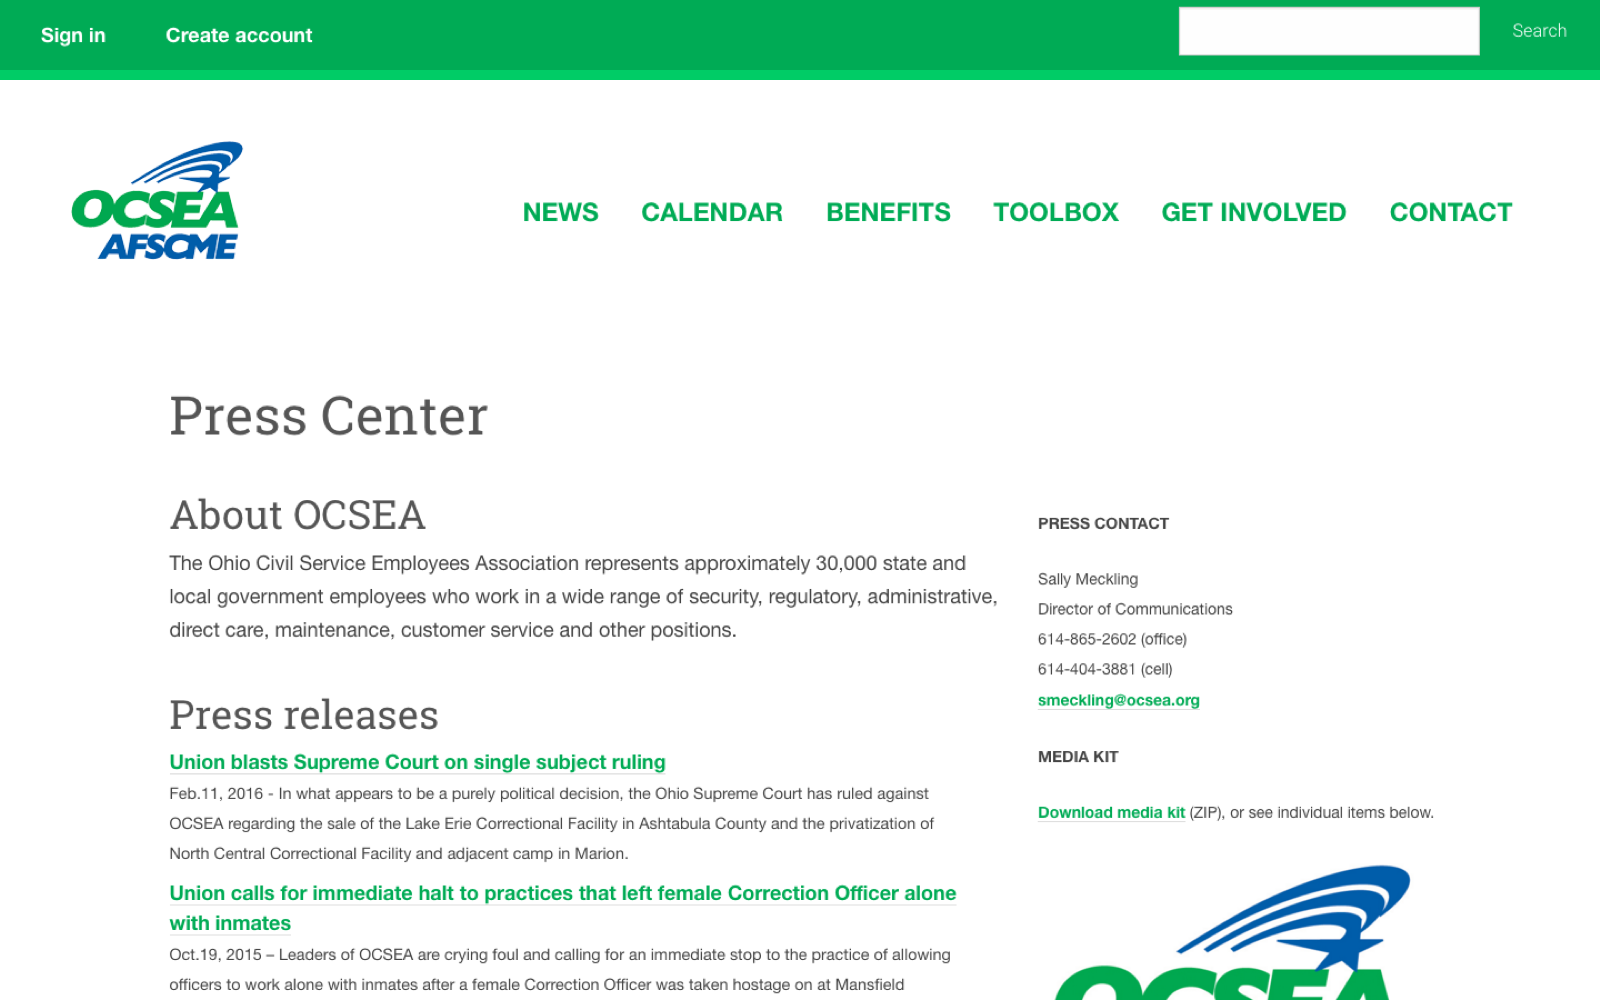 Sign in
Create account
Search
OCSEA
AFSCME
NEWS
CALENDAR
BENEFITS
TOOLBOX
GET INVOLVED
CONTACT
Press Center
About OCSEA
The Ohio Civil Service Employees Association represents approximately 30,000 state and
local government employees who work in a wide range of security, regulatory, administrative,
direct care, maintenance, customer service and other positions.
Press releases
Union blasts Supreme Court on single subject ruling
Feb.11, 2016 - In what appears to be a purely political decision, the Ohio Supreme Court has ruled against
OCSEA regarding the sale of the Lake Erie Correctional Facility in Ashtabula County and the privatization of
North Central Correctional Facility and adjacent camp in Marion.
Union calls for immediate halt to practices that left female Correction Officer alone
with inmates
Oct.19, 2015 – Leaders of OCSEA are crying foul and calling for an immediate stop to the practice of allowing
officers to work alone with inmates after a female Correction Officer was taken hostage on at Mansfield
PRESS CONTACT
Sally Meckling
Director of Communications
614-865-2602 (office)
614-404-3881 (cell)
smeckling@ocsea.org
MEDIA KIT
Download media kit (ZIP), or see individual items below.
OCSEA